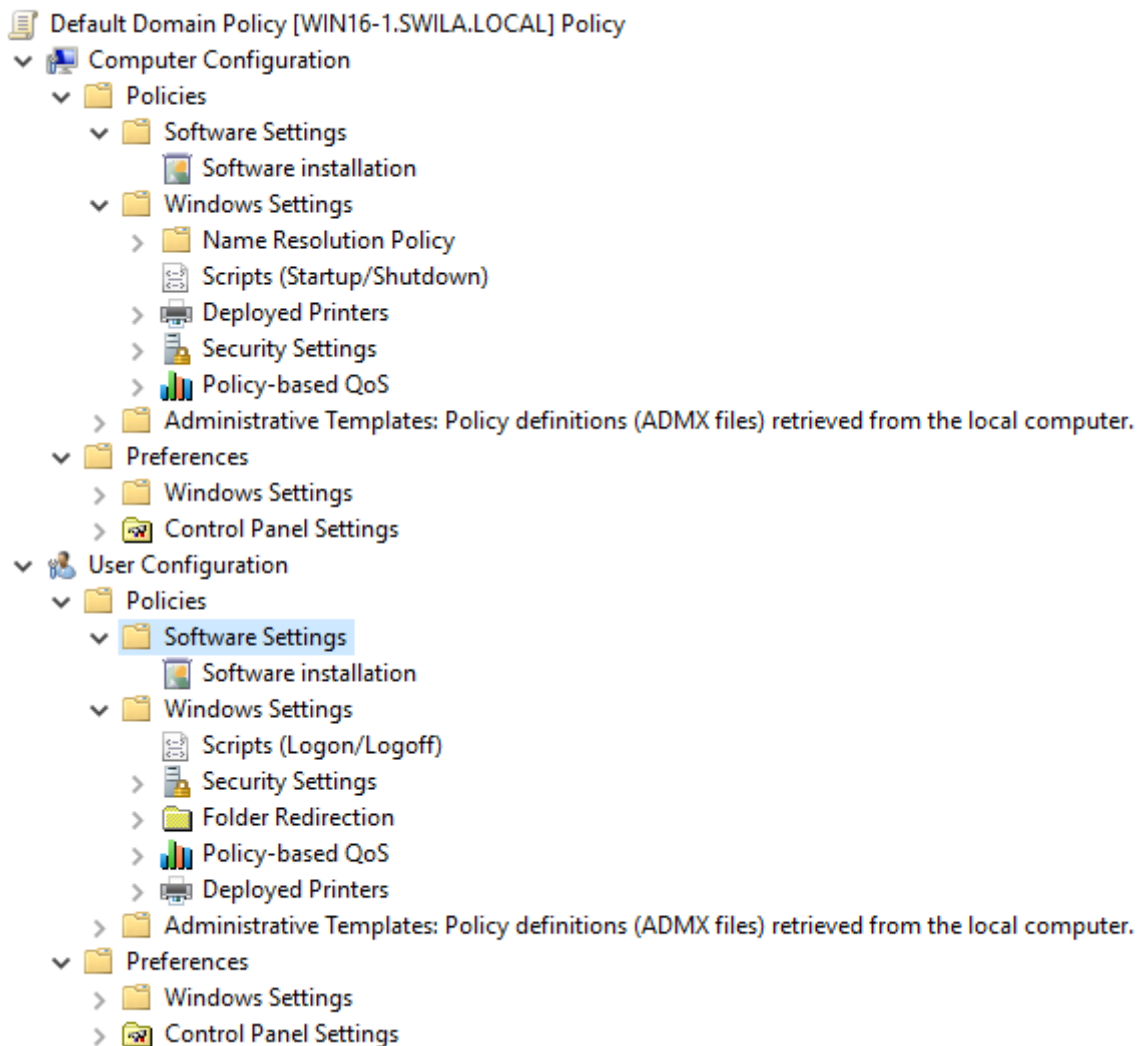 Default Domain Policy [WIN16-1.SWILA.LOCAL] Policy
Computer Configuration
Policies
Software Settings
Software installation
Windows Settings
Name Resolution Policy
Scripts (Startup/Shutdown)
Deployed Printers
Security Settings
Policy-based QoS
Administrative Templates: Policy definitions (ADMX files) retrieved from the local computer.
Preferences
Windows Settings
Control Panel Settings
User Configuration
Policies
Software Settings
Software installation
Windows Settings
Scripts (Logon/Logoff)
Security Settings
Folder Redirection
Policy-based QoS
Deployed Printers
Administrative Templates: Policy definitions (ADMX files) retrieved from the local computer.
Preferences
Windows Settings
Control Panel Settings